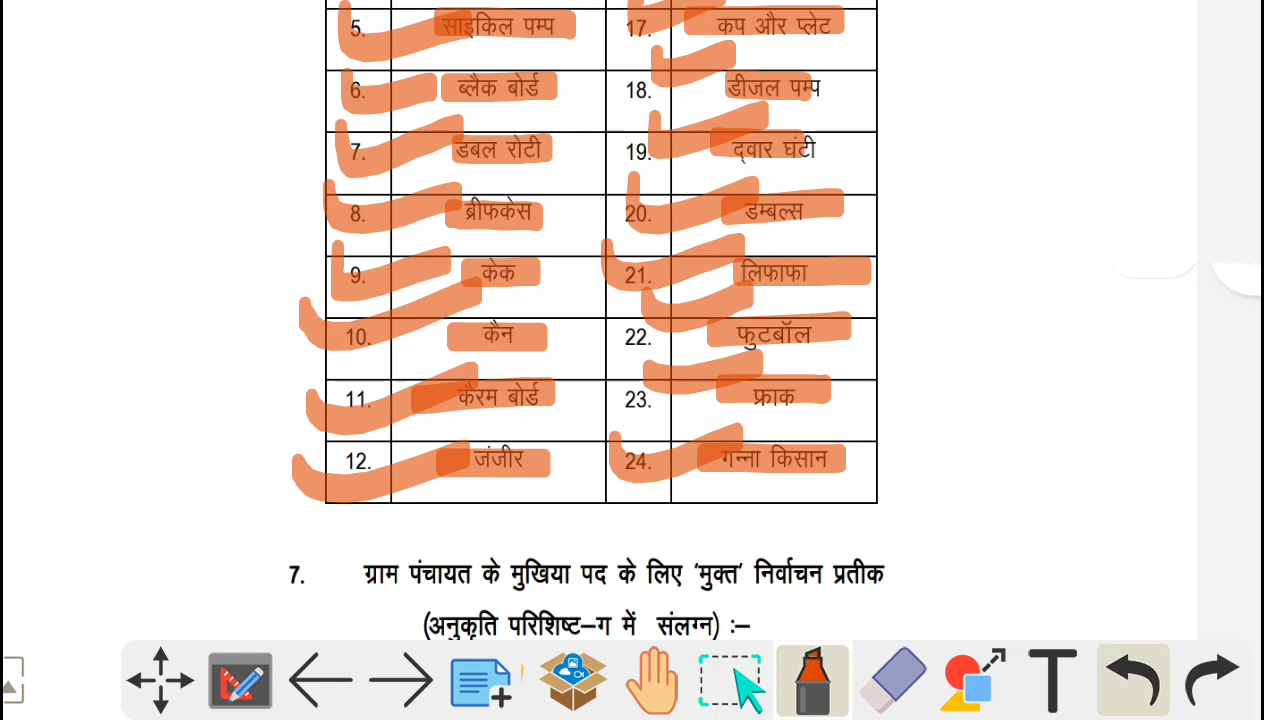 5. साइकिल पम्प 17. कप और प्लेट
6. ब्लैक बोर्ड 18. डीजल पम्प
7. डबल रोटी 19. द्वार घंटी
8. ब्रीफकेस 20. डम्बल्स
9. केक 21. लिफाफा
10. कैन 22. फुटबॉल
11. कैरम बोर्ड 23. फ्राक
12. जंजीर 24. गन्ना किसान
7. ग्राम पंचायत के मुखिया पद के लिए 'मुक्त' निर्वाचन प्रतीक
(अनुकृति परिशिष्ट–ग में संलग्न) :–